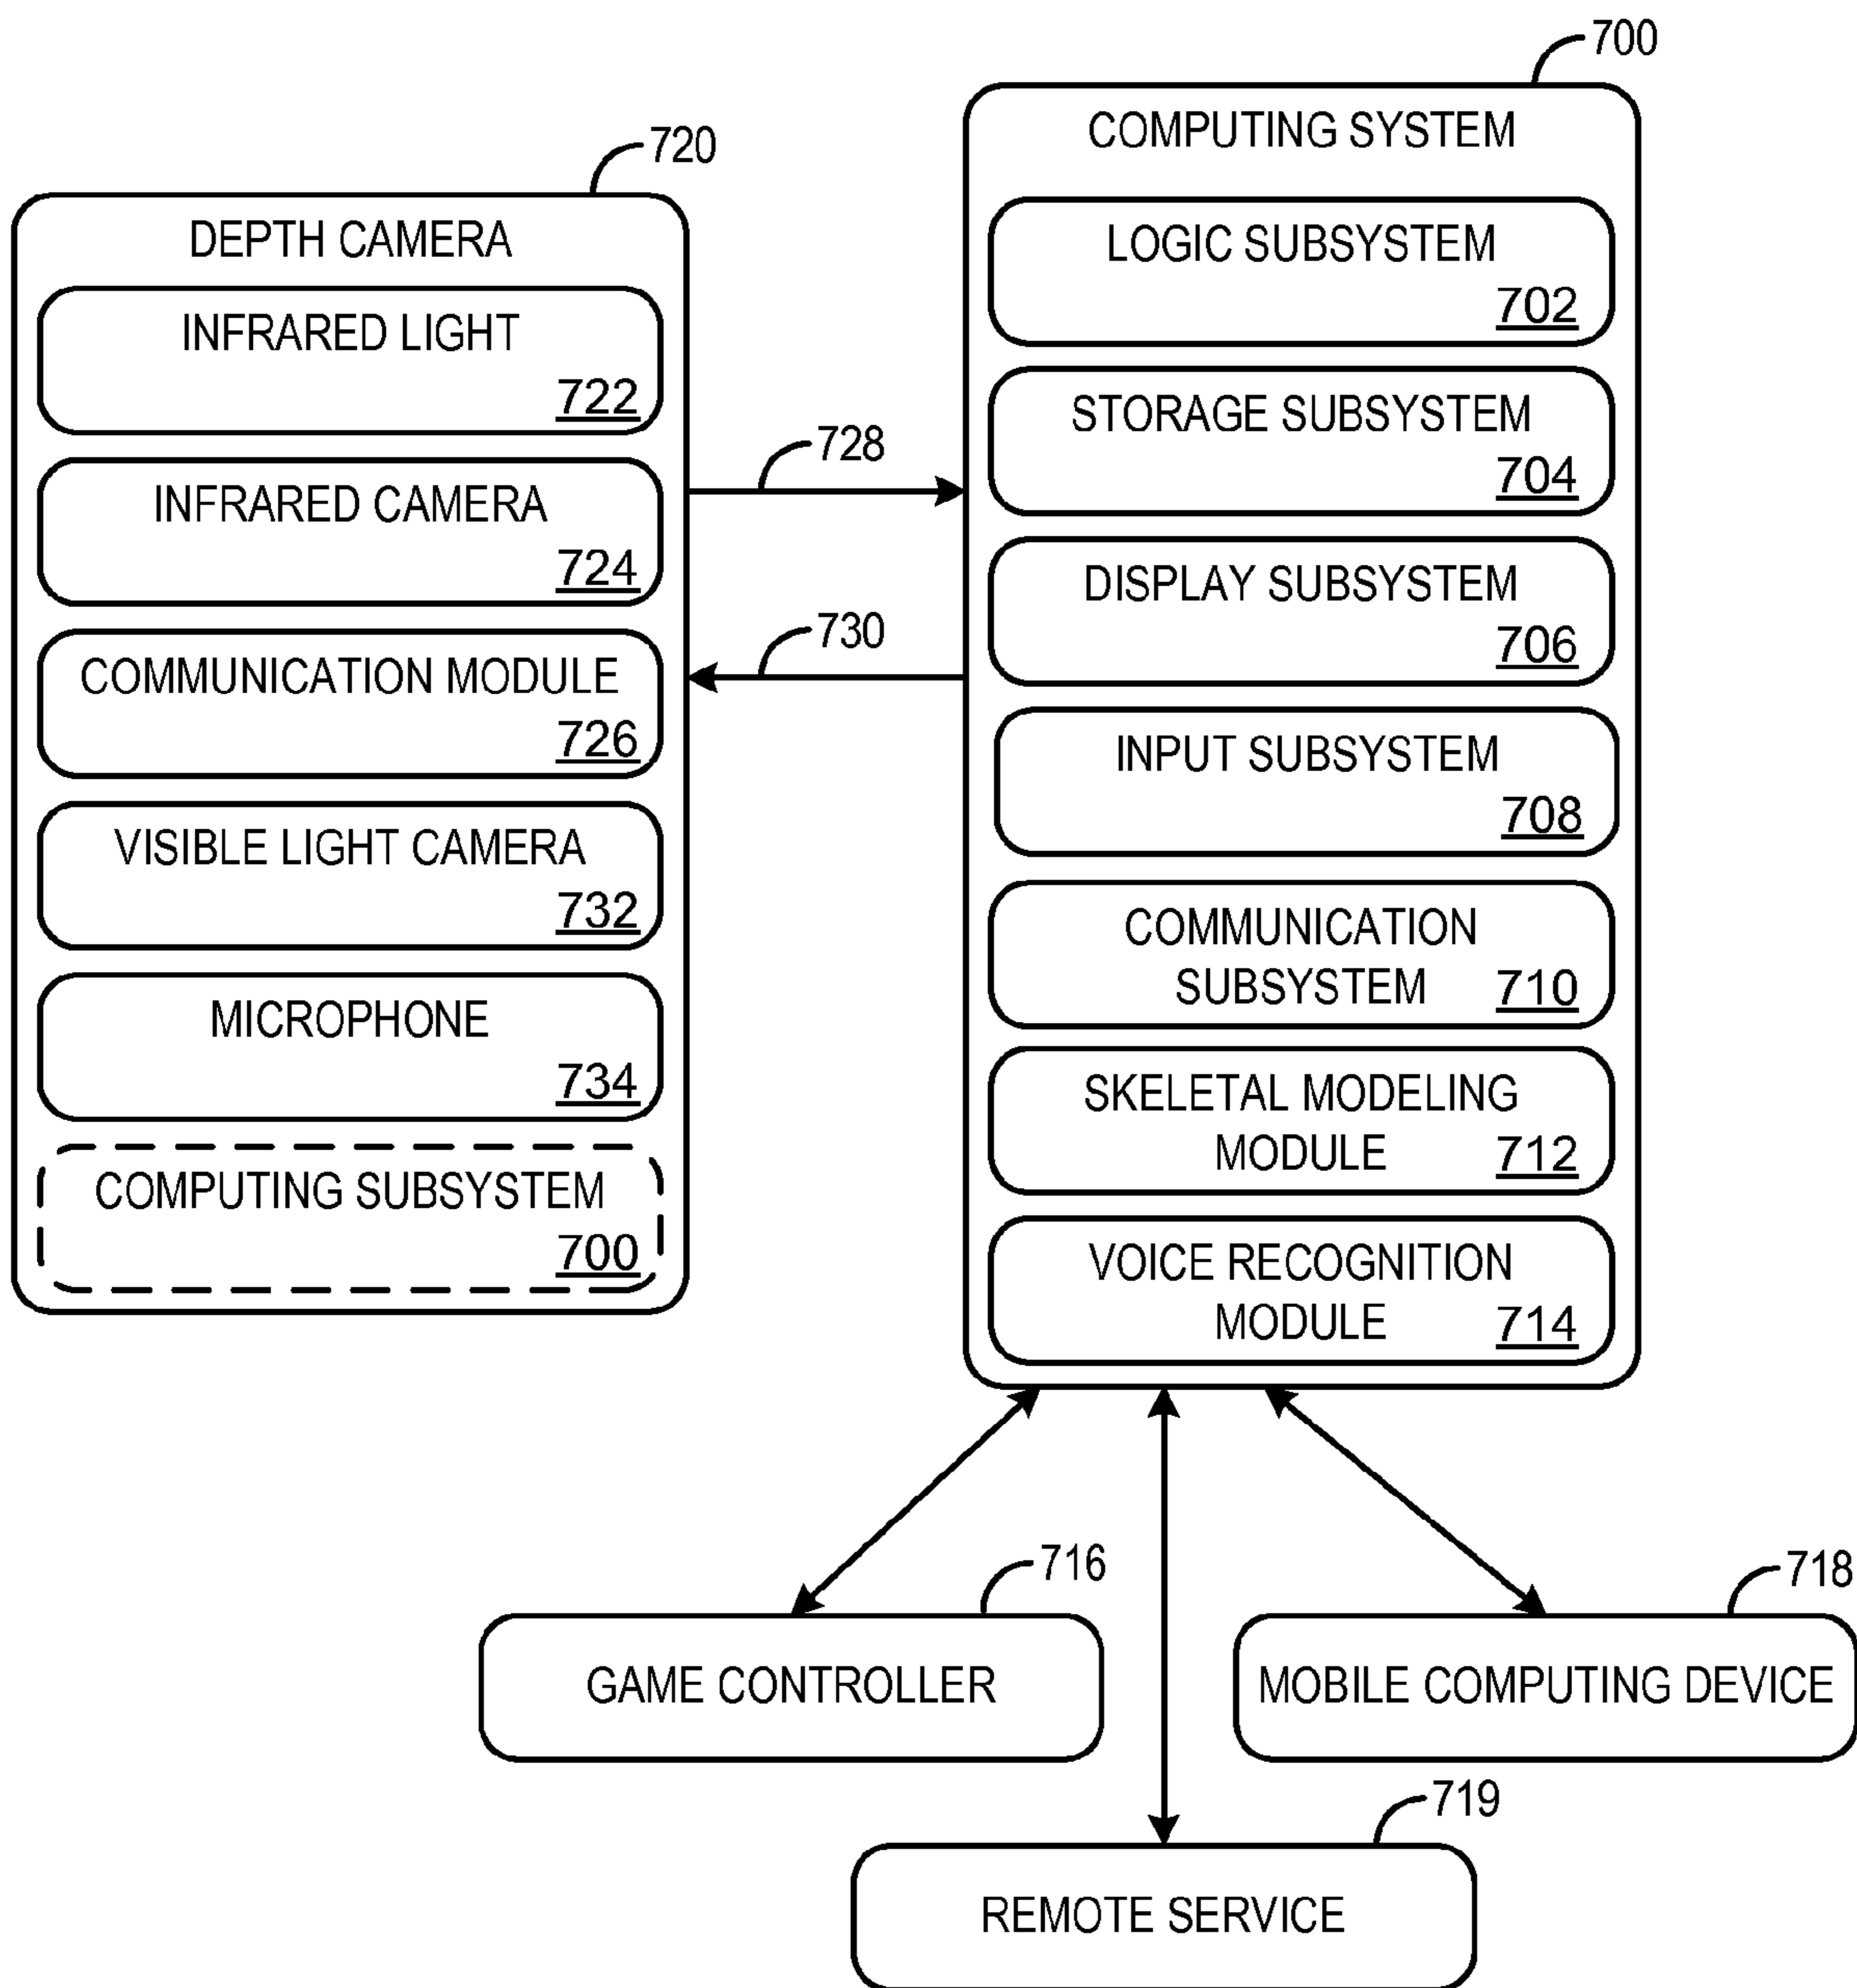 700
COMPUTING SYSTEM
LOGIC SUBSYSTEM
702
STORAGE SUBSYSTEM
704
DISPLAY SUBSYSTEM
706
INPUT SUBSYSTEM
708
COMMUNICATION
SUBSYSTEM 710
SKELETAL MODELING
MODULE 712
VOICE RECOGNITION
MODULE 714
720
DEPTH CAMERA
INFRARED LIGHT
722
INFRARED CAMERA
724
COMMUNICATION MODULE
726
VISIBLE LIGHT CAMERA
732
MICROPHONE
734
COMPUTING SUBSYSTEM
700
728
730
716
GAME CONTROLLER
718
MOBILE COMPUTING DEVICE
719
REMOTE SERVICE